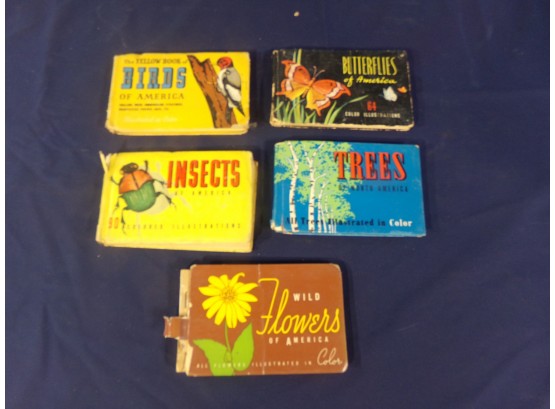 The YELLOW BOOK of
BIRDS
OF AMERICA
BUTTERFLIES
of America
64
COLOR ILLUSTRATIONS
INSECTS
OF AMERICA
COLORED ILLUSTRATIONS
TREES
OF NORTH AMERICA
All Trees Illustrated in Color
WILD
Flowers
OF AMERICA
ALL FLOWERS ILLUSTRATED IN Color